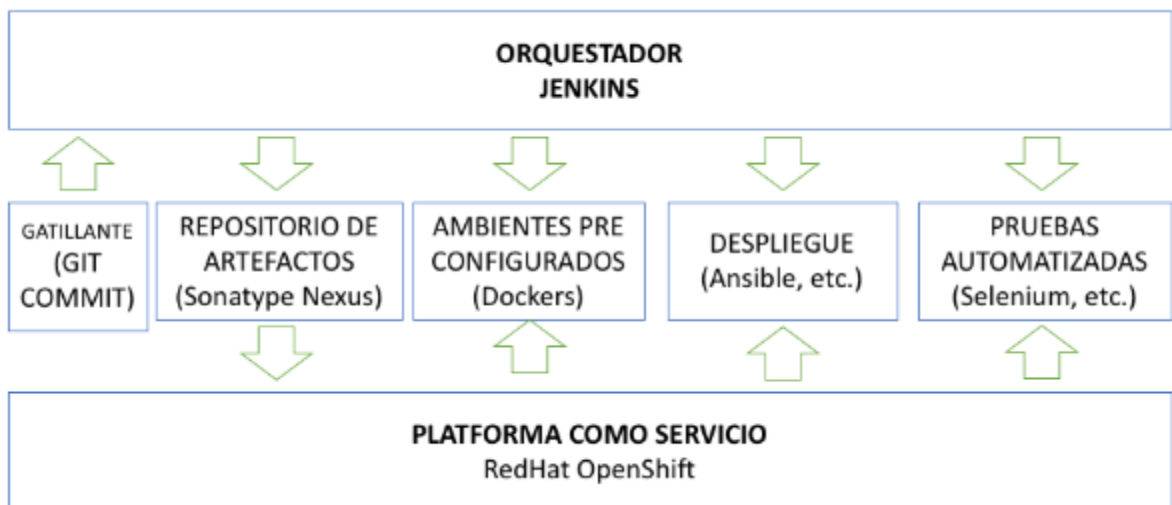 ORQUESTADOR
JENKINS
GATILLANTE
(GIT
COMMIT)
REPOSITORIO DE
ARTEFACTOS
(Sonatype Nexus)
AMBIENTES PRE
CONFIGURADOS
(Dockers)
DESPLIEGUE
(Ansible, etc.)
PRUEBAS
AUTOMATIZADAS
(Selenium, etc.)
PLATFORMA COMO SERVICIO
RedHat OpenShift